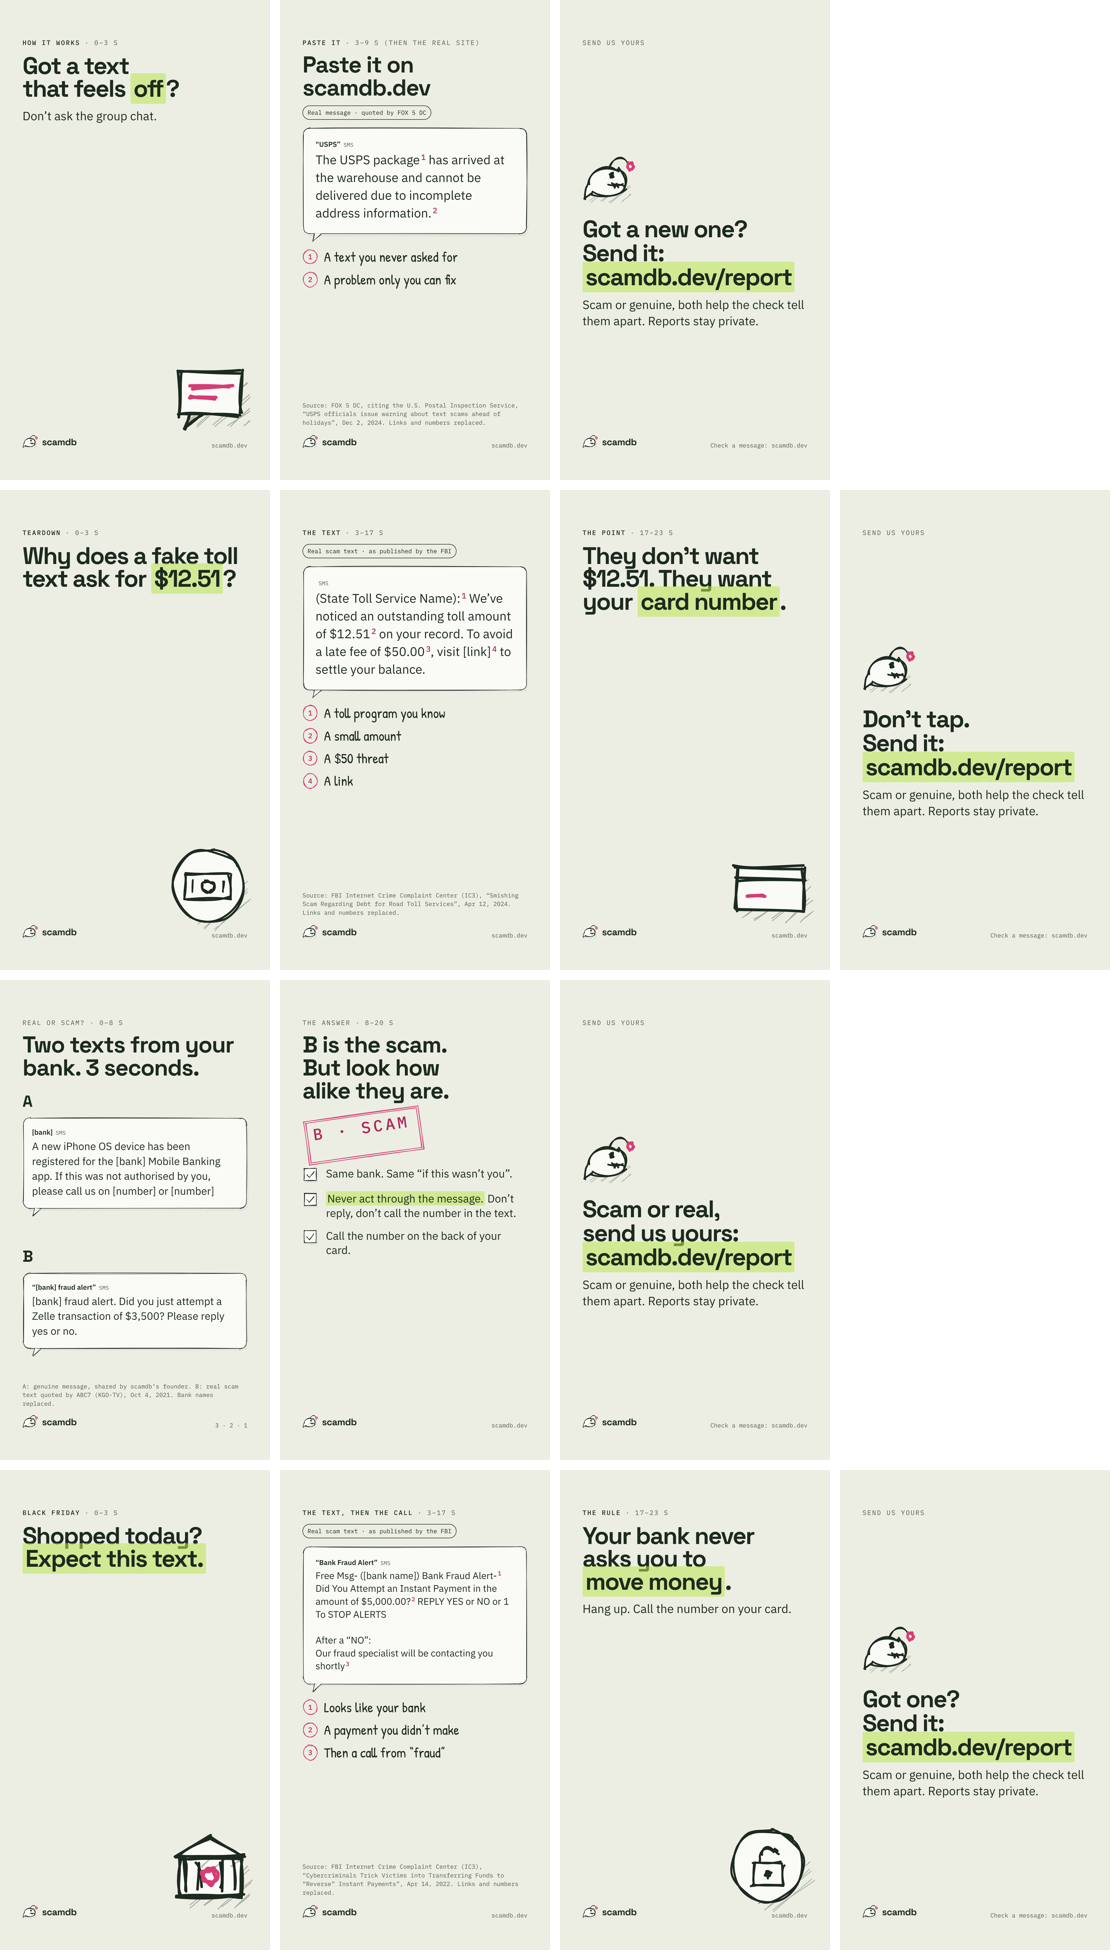 HOW IT WORKS · 0–3 S
Got a text
that feels off?
Don't ask the group chat.
scamdb
scamdb.dev
PASTE IT · 3–9 S (THEN THE REAL SITE)
Paste it on
scamdb.dev
Real message · quoted by FOX 5 DC
"USPS" SMS
The USPS package1 has arrived at
the warehouse and cannot be
delivered due to incomplete
address information.2
1 A text you never asked for
2 A problem only you can fix
Source: FOX 5 DC, citing the U.S. Postal Inspection Service,
"USPS officials issue warning about text scams ahead of
holidays", Dec 2, 2024. Links and numbers replaced.
scamdb
scamdb.dev
SEND US YOURS
Got a new one?
Send it:
scamdb.dev/report
Scam or genuine, both help the check tell
them apart. Reports stay private.
scamdb
Check a message: scamdb.dev
TEARDOWN · 0–3 S
Why does a fake toll
text ask for $12.51?
scamdb
scamdb.dev
THE TEXT · 3–17 S
Real scam text · as published by the FBI
SMS
(State Toll Service Name):1 We've
noticed an outstanding toll amount
of $12.512 on your record. To avoid
a late fee of $50.003, visit [link]4 to
settle your balance.
1 A toll program you know
2 A small amount
3 A $50 threat
4 A link
Source: FBI Internet Crime Complaint Center (IC3), "Smishing
Scam Regarding Debt for Road Toll Services", Apr 12, 2024.
Links and numbers replaced.
scamdb
scamdb.dev
THE POINT · 17–23 S
They don't want
$12.51. They want
your card number.
scamdb
scamdb.dev
SEND US YOURS
Don't tap.
Send it:
scamdb.dev/report
Scam or genuine, both help the check tell
them apart. Reports stay private.
scamdb
Check a message: scamdb.dev
REAL OR SCAM? · 0–8 S
Two texts from your
bank. 3 seconds.
A
[bank] SMS
A new iPhone OS device has been
registered for the [bank] Mobile Banking
app. If this was not authorised by you,
please call us on [number] or [number]
B
"[bank] fraud alert" SMS
[bank] fraud alert. Did you just attempt a
Zelle transaction of $3,500? Please reply
yes or no.
A: genuine message, shared by scamdb's founder. B: real scam
text quoted by ABC7 (KGO-TV), Oct 4, 2021. Bank names
replaced.
scamdb
3 · 2 · 1
THE ANSWER · 8–20 S
B is the scam.
But look how
alike they are.
B · SCAM
Same bank. Same "if this wasn't you".
Never act through the message. Don't
reply, don't call the number in the text.
Call the number on the back of your
card.
scamdb
scamdb.dev
SEND US YOURS
Scam or real,
send us yours:
scamdb.dev/report
Scam or genuine, both help the check tell
them apart. Reports stay private.
scamdb
Check a message: scamdb.dev
BLACK FRIDAY · 0–3 S
Shopped today?
Expect this text.
scamdb
scamdb.dev
THE TEXT, THEN THE CALL · 3–17 S
Real scam text · as published by the FBI
"Bank Fraud Alert" SMS
Free Msg- ([bank name]) Bank Fraud Alert-1
Did You Attempt an Instant Payment in the
amount of $5,000.00?2 REPLY YES or NO or 1
To STOP ALERTS
After a "NO":
Our fraud specialist will be contacting you
shortly3
1 Looks like your bank
2 A payment you didn't make
3 Then a call from "fraud"
Source: FBI Internet Crime Complaint Center (IC3),
"Cybercriminals Trick Victims into Transferring Funds to
"Reverse" Instant Payments", Apr 14, 2022. Links and numbers
replaced.
scamdb
scamdb.dev
THE RULE · 17–23 S
Your bank never
asks you to
move money.
Hang up. Call the number on your card.
scamdb
scamdb.dev
SEND US YOURS
Got one?
Send it:
scamdb.dev/report
Scam or genuine, both help the check tell
them apart. Reports stay private.
scamdb
Check a message: scamdb.dev